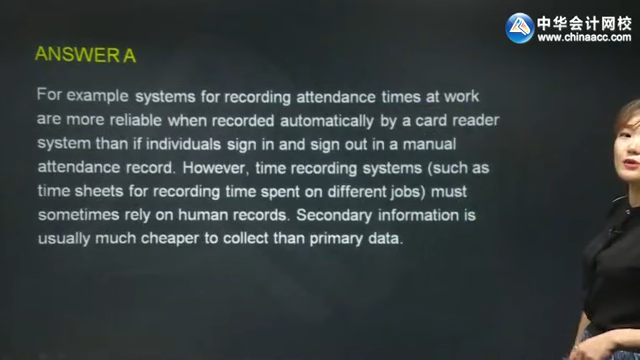 中华会计网校
www.chinaacc.com
ANSWER A
For example systems for recording attendance times at work
are more reliable when recorded automatically by a card reader
system than if individuals sign in and sign out in a manual
attendance record. However, time recording systems (such as
time sheets for recording time spent on different jobs) must
sometimes rely on human records. Secondary information is
usually much cheaper to collect than primary data.